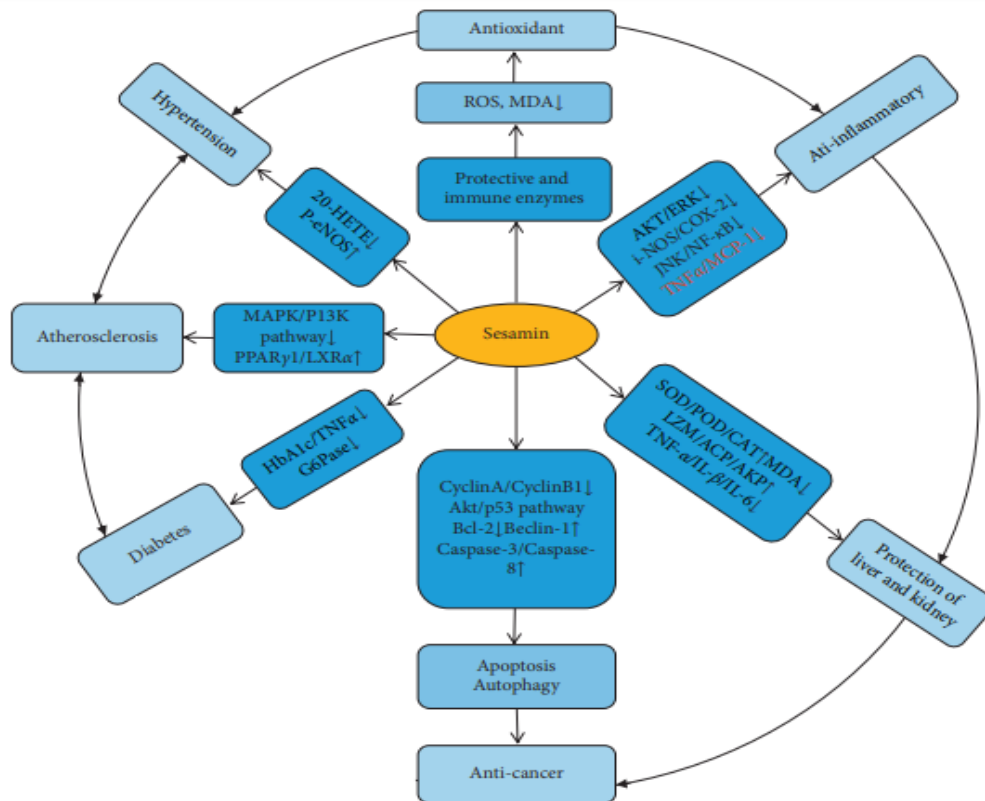 Antioxidant
ROS, MDA↓
Protective and
immune enzymes
Hypertension
20-HETE↓
P-eNOS↑
Ati-inflammatory
AKT/ERK↓
i-NOS/COX-2↓
JNK/NF-κB↓
TNFα/MCP-1↓
Atherosclerosis
MAPK/P13K
pathway↓
PPARγ1/LXRα↑
Sesamin
HbA1c/TNFα↓
G6Pase↓
Diabetes
SOD/POD/CAT↑MDA↓
LZM/ACP/AKP↑
TNF-α/IL-β/IL-6↓
Protection of
liver and kidney
CyclinA/CyclinB1↓
Akt/p53 pathway
Bcl-2↓Beclin-1↑
Caspase-3/Caspase-
8↑
Apoptosis
Autophagy
Anti-cancer